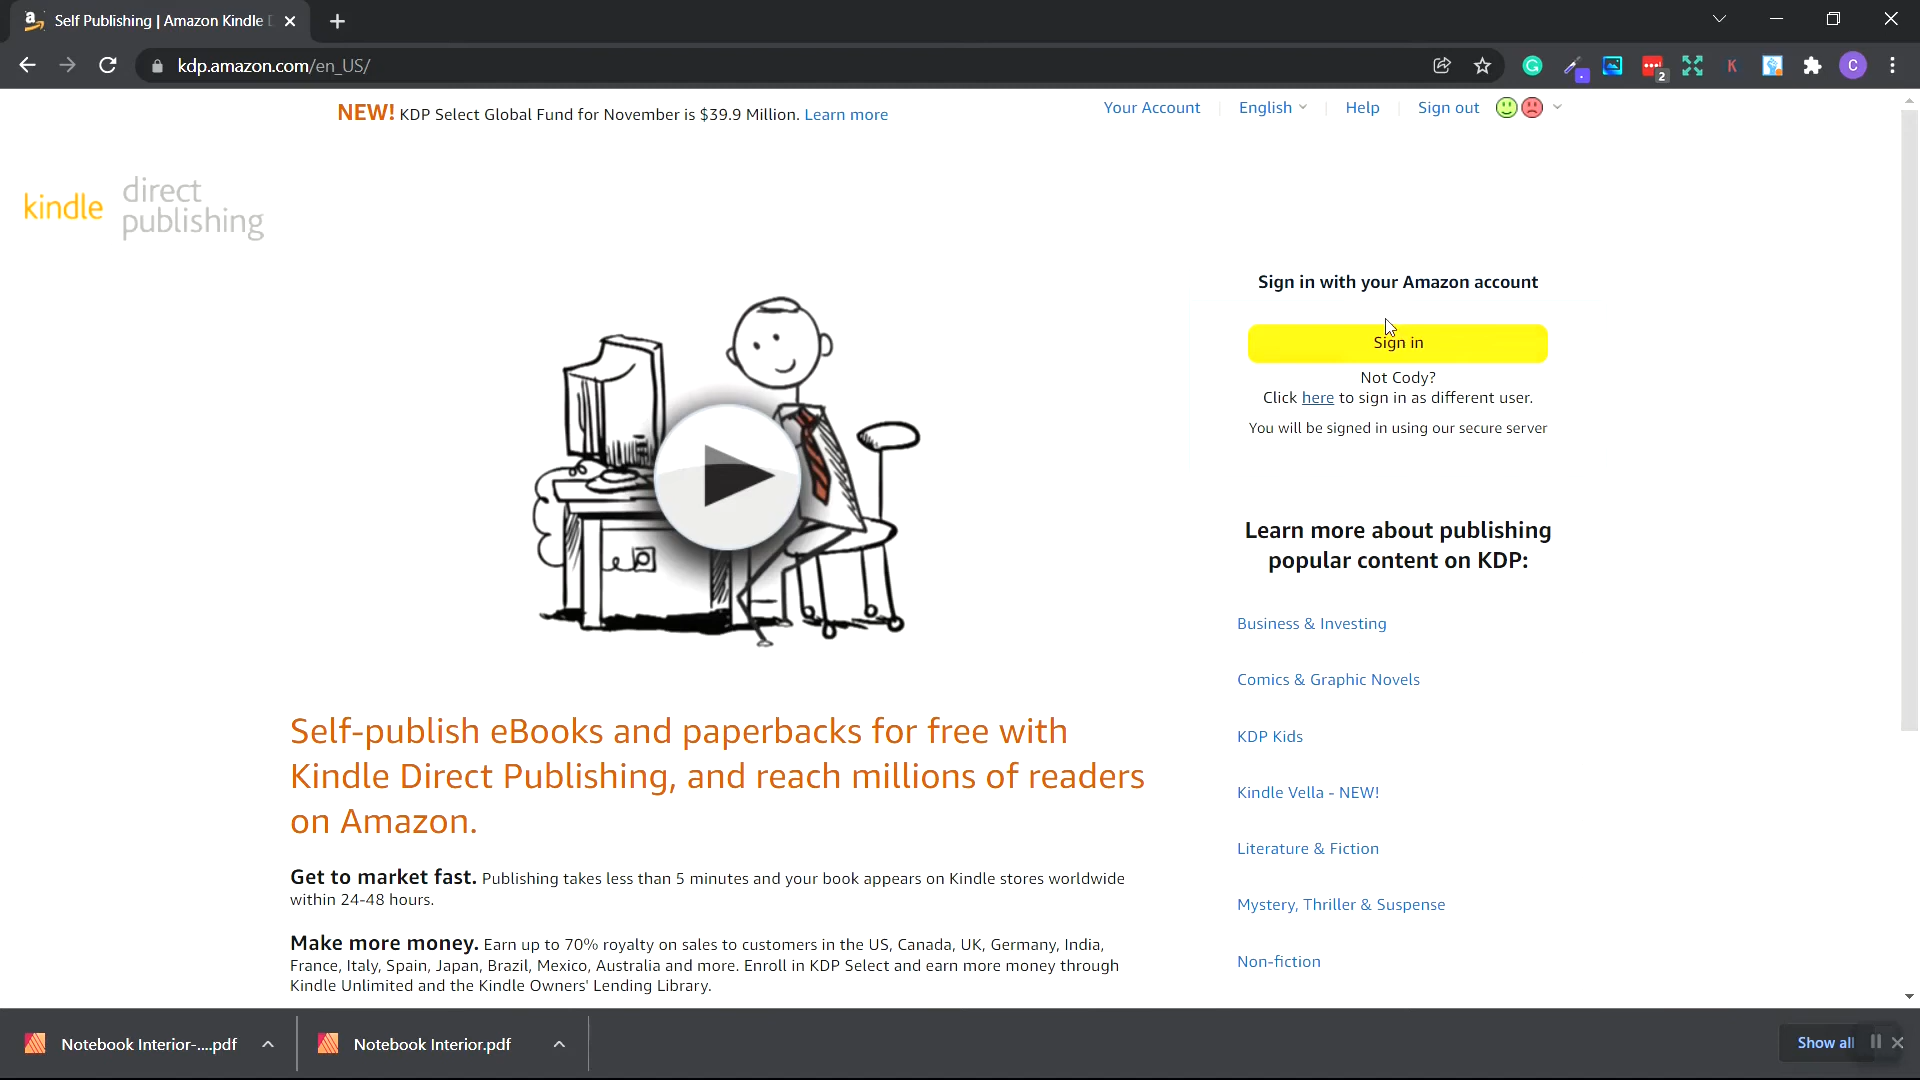 Self Publishing | Amazon Kindle
kdp.amazon.com/en_US/
2
K
C
NEW! KDP Select Global Fund for November is $39.9 Million. Learn more
Your Account
English
Help
Sign out
kindle direct publishing
Sign in with your Amazon account
Sign in
Not Cody?
Click here to sign in as different user.
You will be signed in using our secure server
Learn more about publishing
popular content on KDP:
Business & Investing
Comics & Graphic Novels
KDP Kids
Kindle Vella - NEW!
Literature & Fiction
Mystery, Thriller & Suspense
Non-fiction
Self-publish eBooks and paperbacks for free with
Kindle Direct Publishing, and reach millions of readers
on Amazon.
Get to market fast. Publishing takes less than 5 minutes and your book appears on Kindle stores worldwide
within 24-48 hours.
Make more money. Earn up to 70% royalty on sales to customers in the US, Canada, UK, Germany, India,
France, Italy, Spain, Japan, Brazil, Mexico, Australia and more. Enroll in KDP Select and earn more money through
Kindle Unlimited and the Kindle Owners' Lending Library.
Notebook Interior-....pdf
Notebook Interior.pdf
Show all